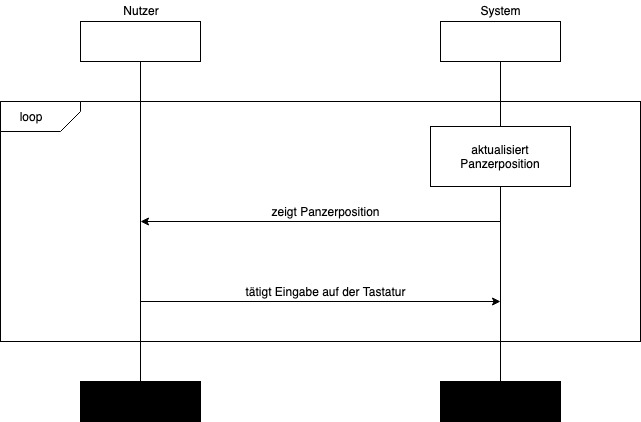 Nutzer
System
loop
aktualisiert
Panzerposition
zeigt Panzerposition
tätigt Eingabe auf der Tastatur